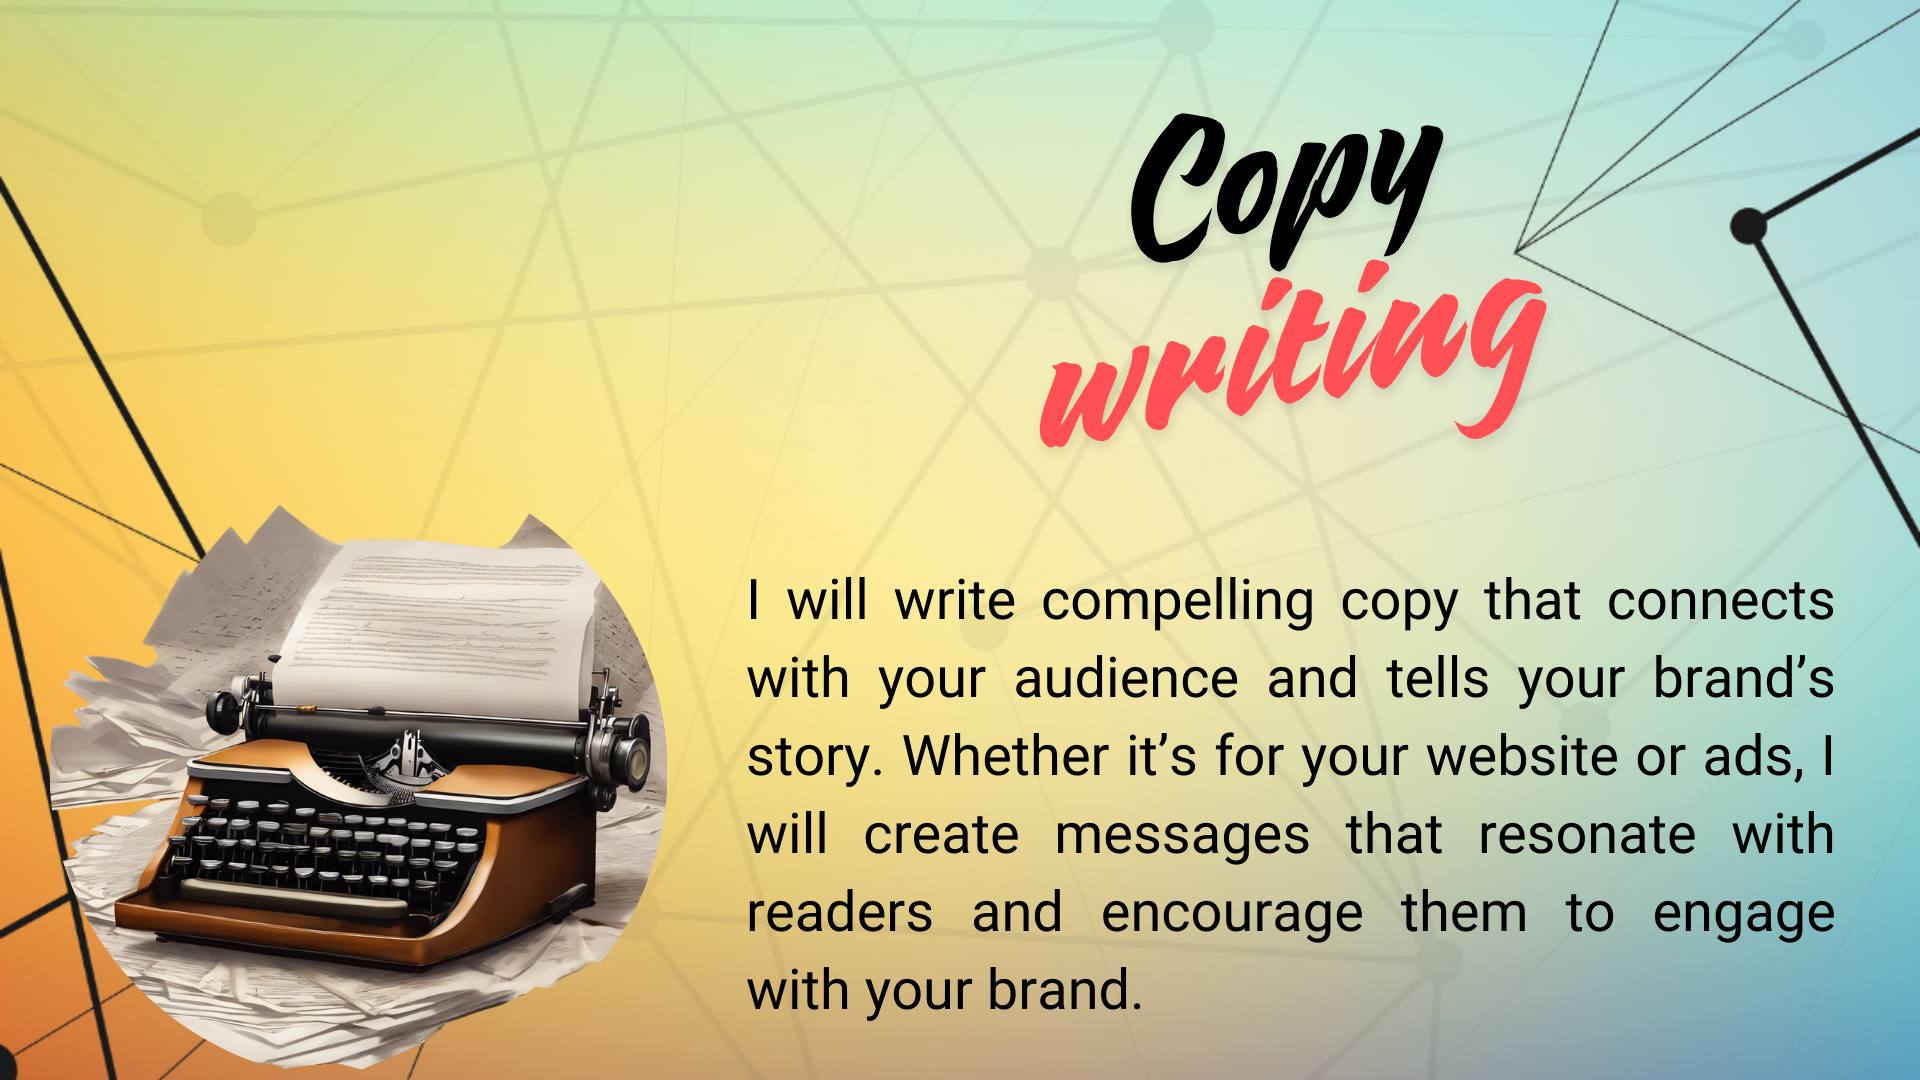 Copy
writing
I will write compelling copy that connects
with your audience and tells your brand’s
story. Whether it’s for your website or ads, I
will create messages that resonate with
readers and encourage them to engage
with your brand.